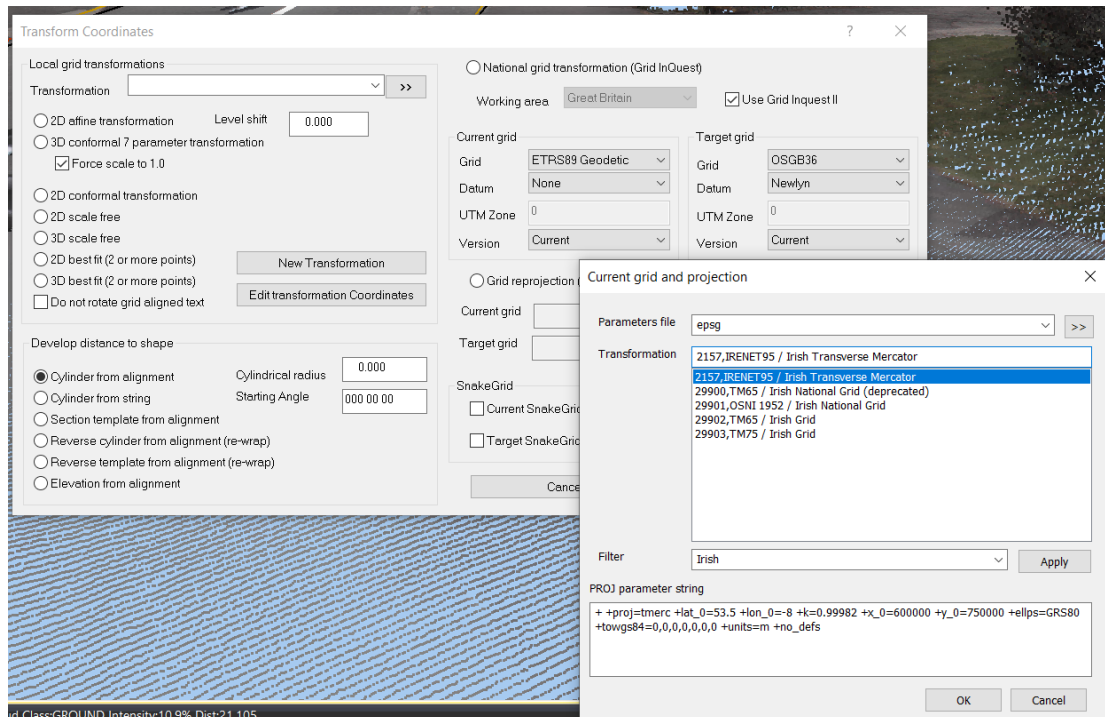 Transform Coordinates
?
Local grid transformations
Transformation
>>
2D affine transformation
Level shift
0.000
3D conformal 7 parameter transformation
Force scale to 1.0
2D conformal transformation
2D scale free
3D scale free
2D best fit (2 or more points)
3D best fit (2 or more points)
Do not rotate grid aligned text
New Transformation
Edit transformation Coordinates
Develop distance to shape
Cylinder from alignment
Cylindrical radius
0.000
Cylinder from string
Starting Angle
000 00 00
Section template from alignment
Reverse cylinder from alignment (re-wrap)
Reverse template from alignment (re-wrap)
Elevation from alignment
National grid transformation (Grid InQuest)
Working area
Great Britain
Use Grid Inquest II
Current grid
Grid
ETRS89 Geodetic
Datum
None
UTM Zone
0
Version
Current
Target grid
Grid
OSGB36
Datum
Newlyn
UTM Zone
0
Version
Current
Grid reprojection (
Current grid
Target grid
SnakeGrid
Current SnakeGrid
Target SnakeGrid
Cance
Current grid and projection
Parameters file
epsg
>>
Transformation
2157,IRENET95 / Irish Transverse Mercator
2157,IRENET95 / Irish Transverse Mercator
29900,TM65 / Irish National Grid (deprecated)
29901,OSNI 1952 / Irish National Grid
29902,TM65 / Irish Grid
29903,TM75 / Irish Grid
Filter
Irish
Apply
PROJ parameter string
+ +proj=tmerc +lat_0=53.5 +lon_0=-8 +k=0.99982 +x_0=600000 +y_0=750000 +ellps=GRS80
+towgs84=0,0,0,0,0,0,0 +units=m +no_defs
OK
Cancel
ud Class:GROUND Intensity:10.9% Dist:21.105